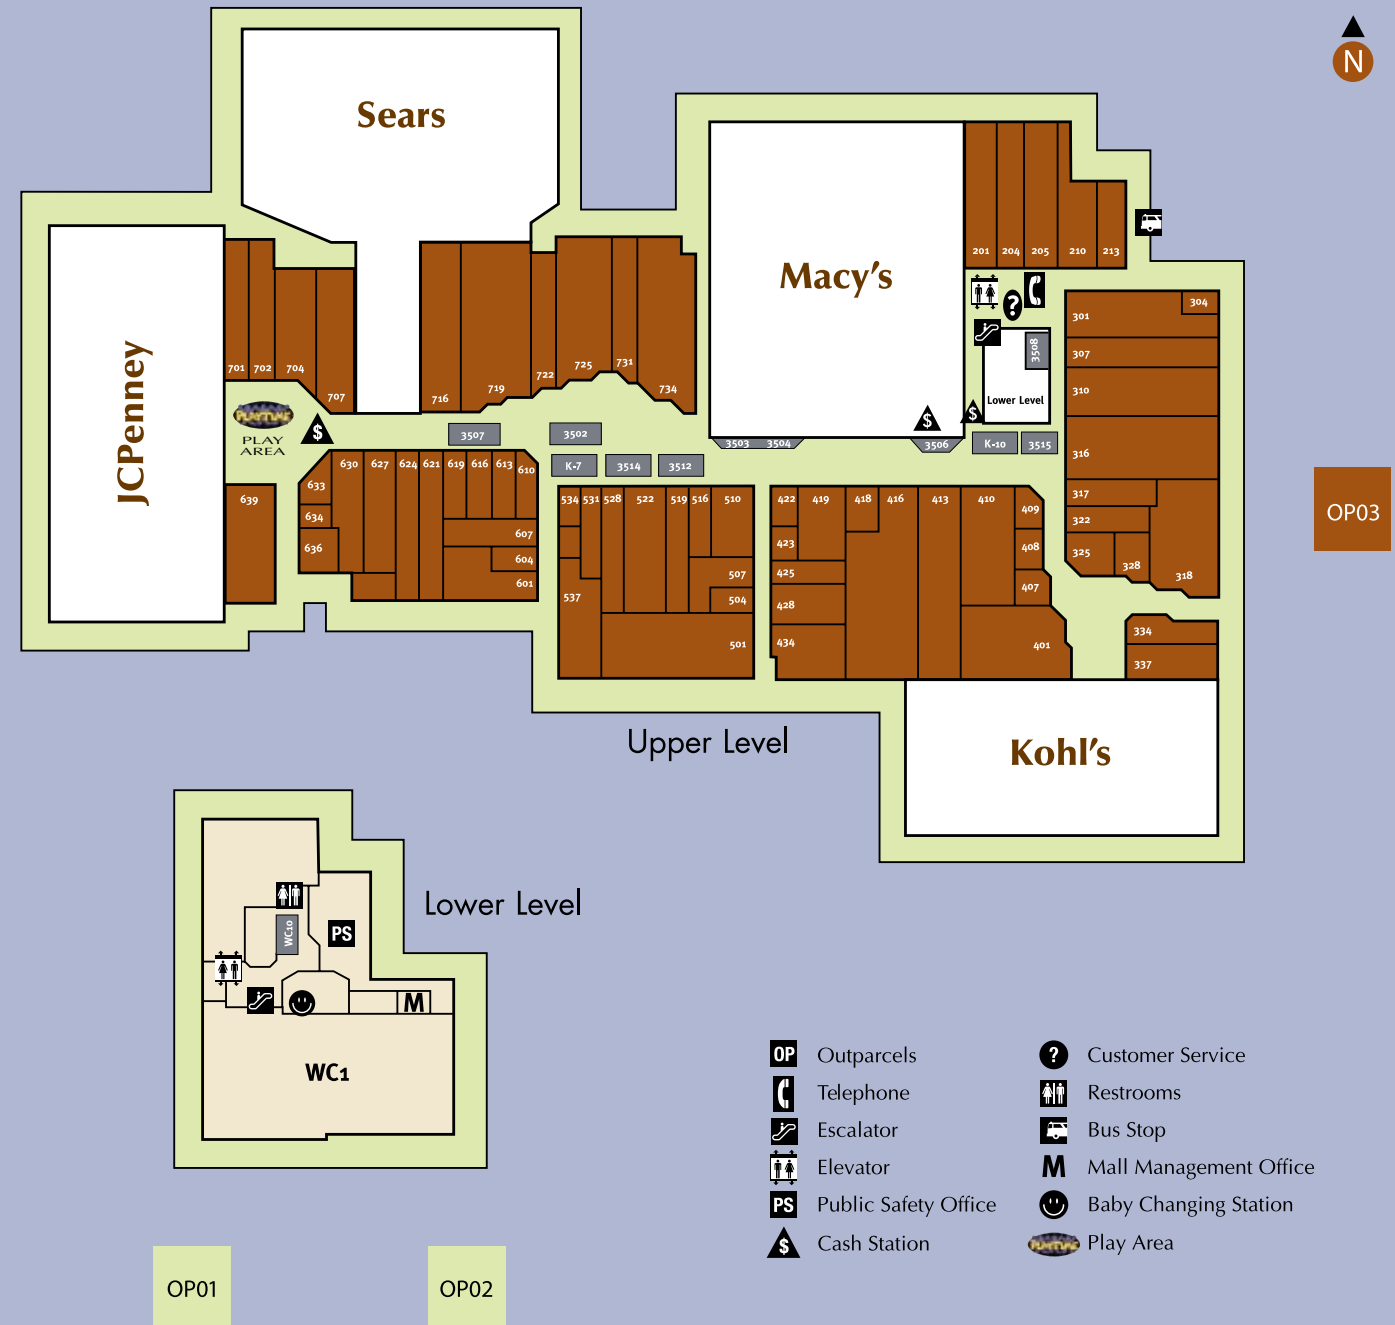 N
Sears
Macy's
JCPenney
201
204
205
210
213
301
304
307
310
316
317
322
325
328
318
334
337
3508
Lower Level
701
702
704
707
716
719
722
725
731
734
PLAYTIME
PLAY
AREA
$
$
$
?
3507
3502
3503
3504
3506
K-10
3515
K-7
3514
3512
630
627
624
621
619
616
613
610
633
634
636
639
607
604
601
534
531
528
522
519
516
510
507
504
501
537
422
419
418
416
413
410
409
408
407
423
425
428
434
401
OP03
Kohl's
Upper Level
Lower Level
WC10
PS
M
WC1
OP Outparcels
Telephone
Escalator
Elevator
PS Public Safety Office
$ Cash Station
? Customer Service
Restrooms
Bus Stop
M Mall Management Office
Baby Changing Station
PLAYTIME Play Area
OP01
OP02